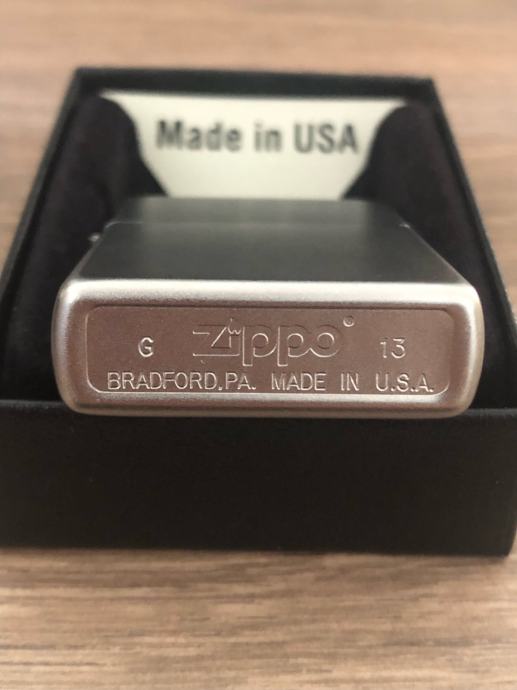 Made in USA
G zippo® 13
BRADFORD,PA. MADE IN U.S.A.